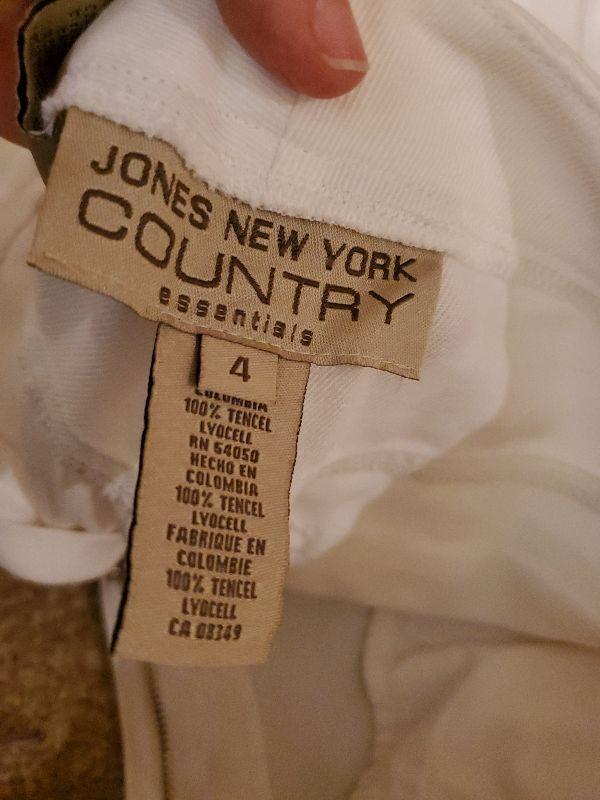 JONES NEW YORK
COUNTRY
essentials
4
COLUMBIA
100% TENCEL
LYOCELL
RN 54050
HECHO EN
COLOMBIA
100% TENCEL
LYOCELL
FABRIQUE EN
COLOMBIE
100% TENCEL
LYOCELL
CA 08349